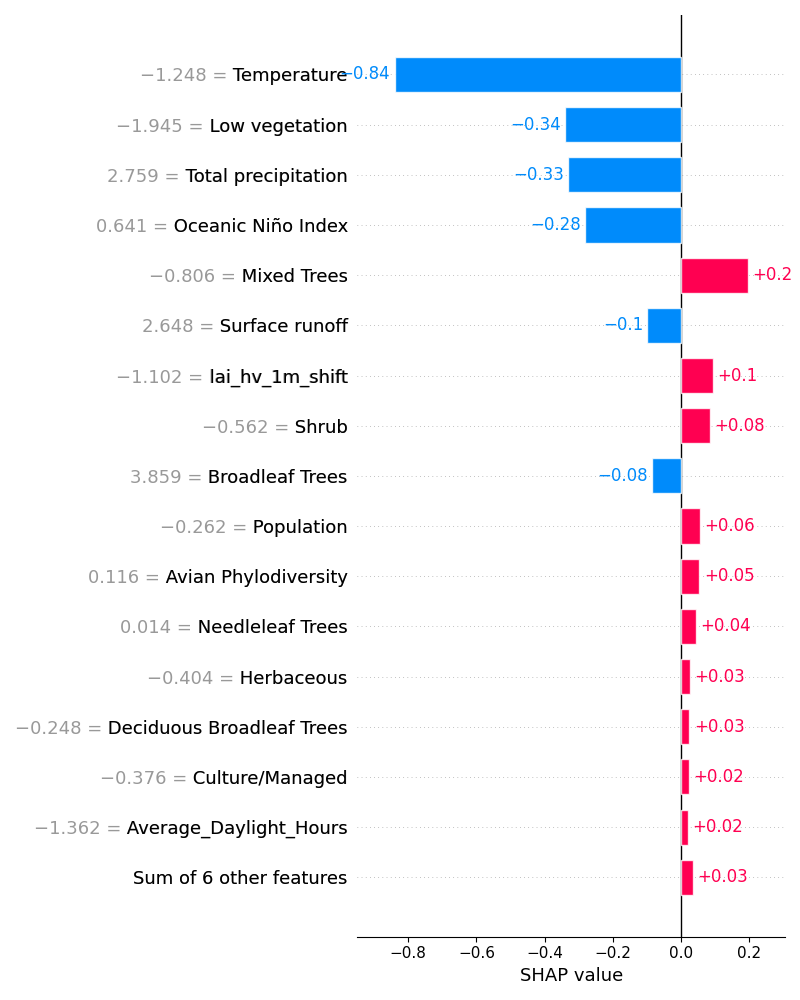 −1.248 = Temperature −0.84
−1.945 = Low vegetation −0.34
2.759 = Total precipitation −0.33
0.641 = Oceanic Niño Index −0.28
−0.806 = Mixed Trees +0.2
2.648 = Surface runoff −0.1
−1.102 = lai_hv_1m_shift +0.1
−0.562 = Shrub +0.08
3.859 = Broadleaf Trees −0.08
−0.262 = Population +0.06
0.116 = Avian Phylodiversity +0.05
0.014 = Needleleaf Trees +0.04
−0.404 = Herbaceous +0.03
−0.248 = Deciduous Broadleaf Trees +0.03
−0.376 = Culture/Managed +0.02
−1.362 = Average_Daylight_Hours +0.02
Sum of 6 other features +0.03
−0.8 −0.6 −0.4 −0.2 0.0 0.2
SHAP value